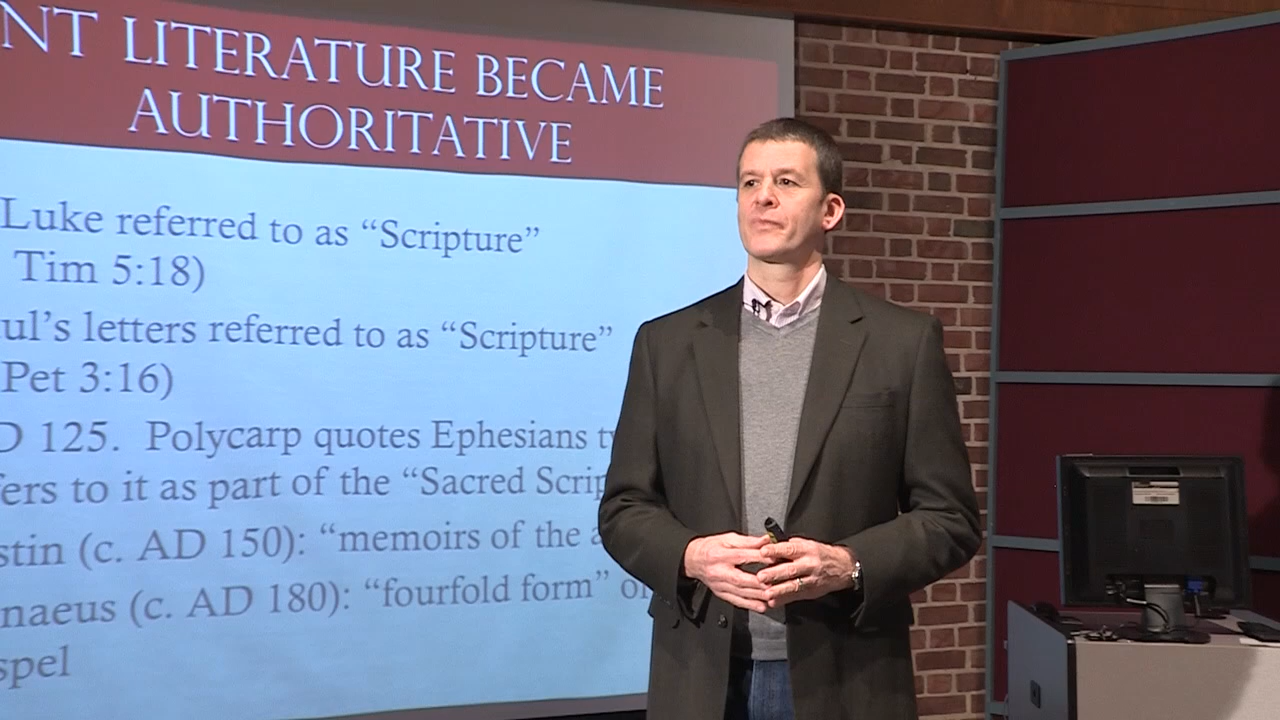 NT LITERATURE BECAME
AUTHORITATIVE
Luke referred to as “Scripture”
Tim 5:18)
ul’s letters referred to as “Scripture”
Pet 3:16)
D 125. Polycarp quotes Ephesians tw
fers to it as part of the “Sacred Scrip
stin (c. AD 150): “memoirs of the a
naeus (c. AD 180): “fourfold form” of
spel